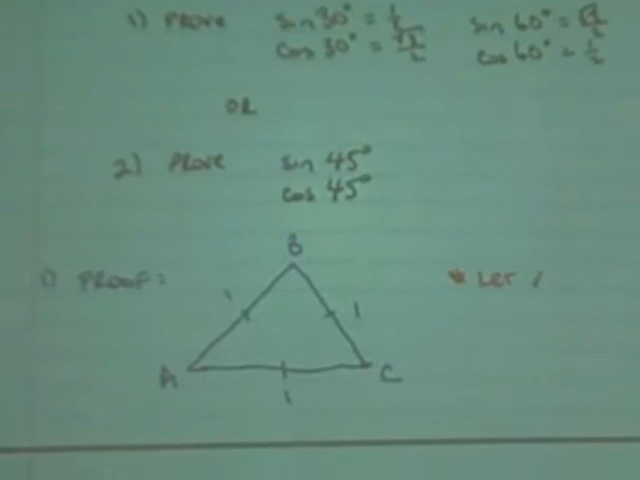 1) PROVE sin 30° = 1/2 sin 60° = √3/2
cos 30° = √3/2 cos 60° = 1/2
OR
2) PROVE sin 45°
cos 45°
B
1) PROOF: * LET
1 1
A C
1